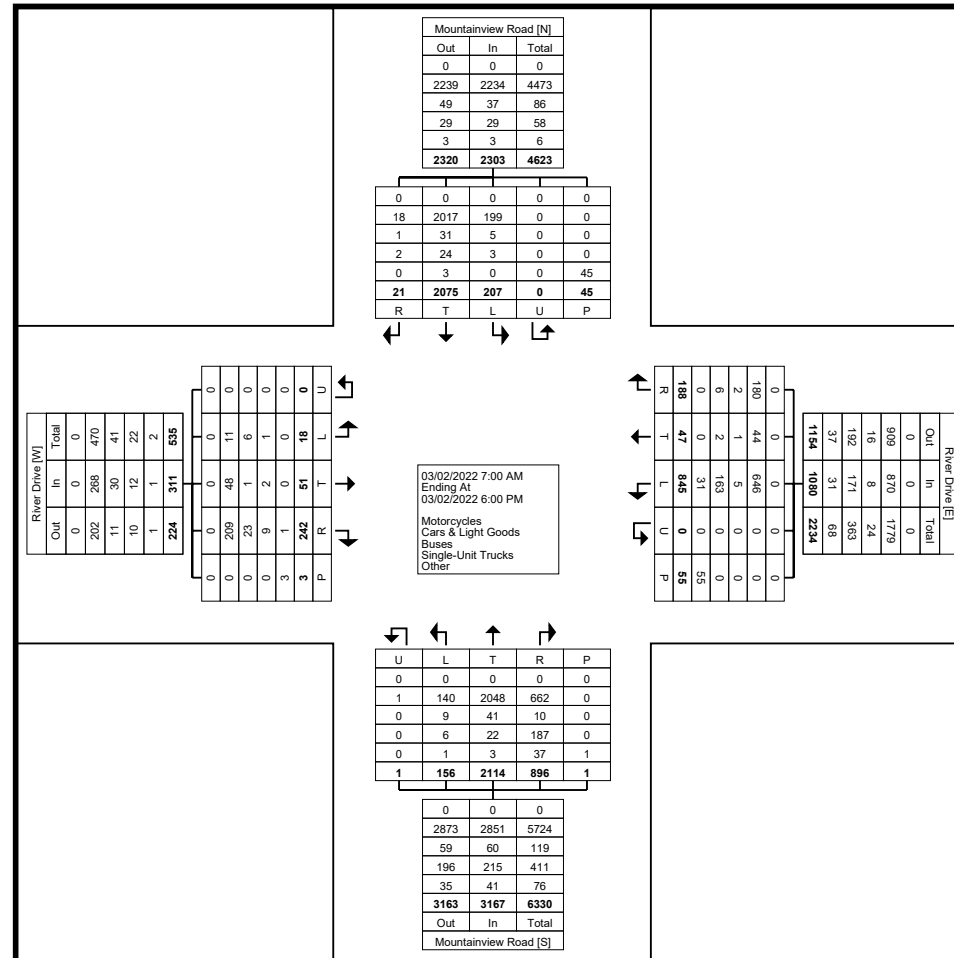 Mountainview Road [N]
Out In Total
0 0 0
2239 2234 4473
49 37 86
29 29 58
3 3 6
2320 2303 4623
0 0 0 0 0
18 2017 199 0 0
1 31 5 0 0
2 24 3 0 0
0 3 0 0 45
21 2075 207 0 45
R T L U P
U L T R P
0 18 51 242 3
0 0 0 1 3
0 1 2 9 0
0 6 1 23 0
0 11 48 209 0
0 0 0 0 0
535 311 224
2 1 1
22 12 10
41 30 11
470 268 202
0 0 0
Total In Out
River Drive [W]
03/02/2022 7:00 AM
Ending At
03/02/2022 6:00 PM
Motorcycles
Cars & Light Goods
Buses
Single-Unit Trucks
Other
River Drive [E]
Out In Total
0 0 0
909 870 1779
16 8 24
192 171 363
37 31 68
1154 1080 2234
0 0 0 0 0
180 44 646 0 0
2 1 5 0 0
6 2 163 0 0
0 0 31 0 55
188 47 845 0 55
R T L U P
U L T R P
0 0 0 0 0
1 140 2048 662 0
0 9 41 10 0
0 6 22 187 0
0 1 3 37 1
1 156 2114 896 1
0 0 0
2873 2851 5724
59 60 119
196 215 411
35 41 76
3163 3167 6330
Out In Total
Mountainview Road [S]